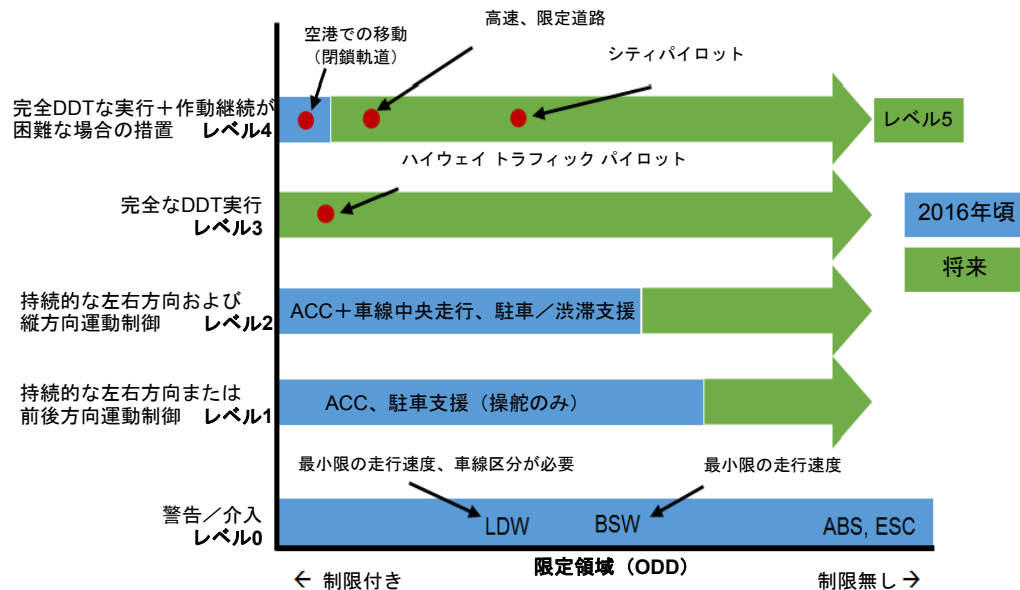 高速、限定道路
空港での移動
（閉鎖軌道）
シティパイロット
完全DDTな実行＋作動継続が
困難な場合の措置 レベル4
レベル5
ハイウェイ トラフィック パイロット
完全なDDT実行
レベル3
2016年頃
将来
持続的な左右方向および
縦方向運動制御 レベル2
ACC＋車線中央走行、駐車／渋滞支援
持続的な左右方向または
前後方向運動制御 レベル1
ACC、駐車支援（操舵のみ）
最小限の走行速度、車線区分が必要
最小限の走行速度
警告／介入
レベル0
LDW
BSW
ABS, ESC
限定領域（ODD）
← 制限付き
制限無し →